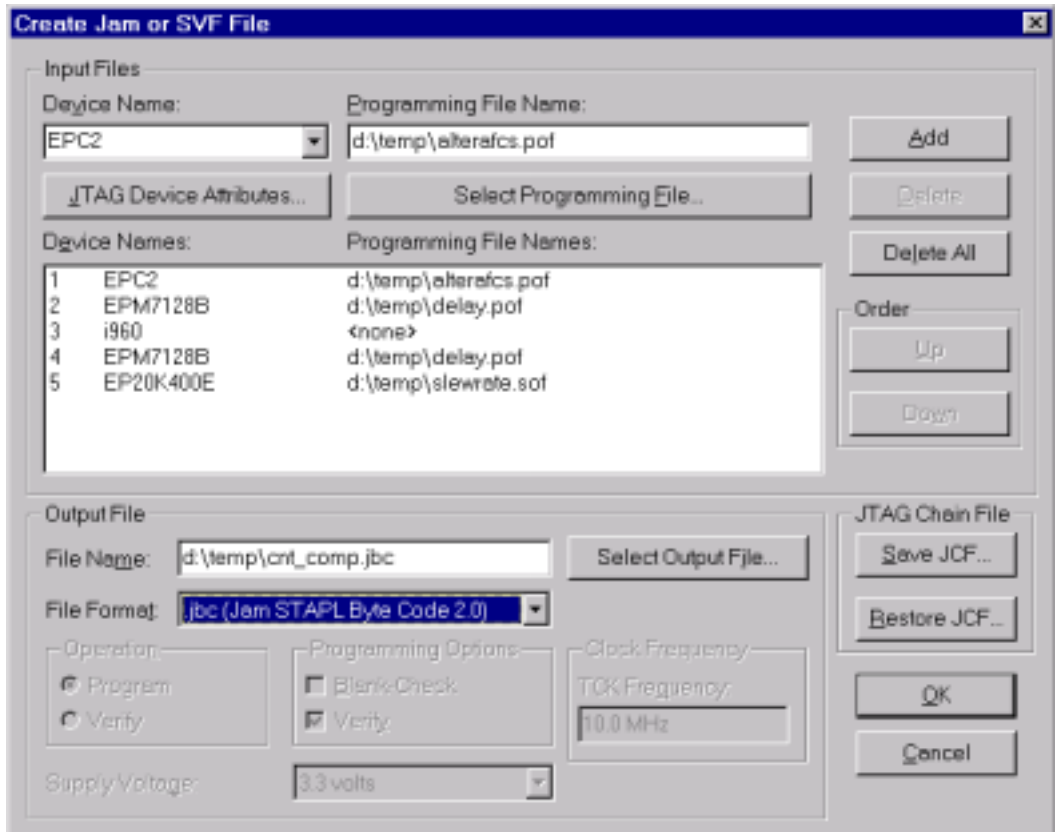 Create Jam or SVF File
Input Files
Device Name: Programming File Name:
EPC2 d:\temp\alterafcs.pof Add
JTAG Device Attributes... Select Programming File... Delete
Device Names: Programming File Names: Delete All
1 EPC2 d:\temp\alterafcs.pof
2 EPM7128B d:\temp\delay.pof
3 i960 <none>
4 EPM7128B d:\temp\delay.pof
5 EP20K400E d:\temp\slewrate.sof
Order
Up
Down
Output File
File Name: d:\temp\cnt_comp.jbc Select Output File...
File Format: .jbc (Jam STAPL Byte Code 2.0)
Operation Programming Options Clock Frequency
Program Blank-Check TCK Frequency:
Verify Verify 10.0 MHz
Supply Voltage: 3.3 volts
JTAG Chain File
Save JCF...
Restore JCF...
OK
Cancel